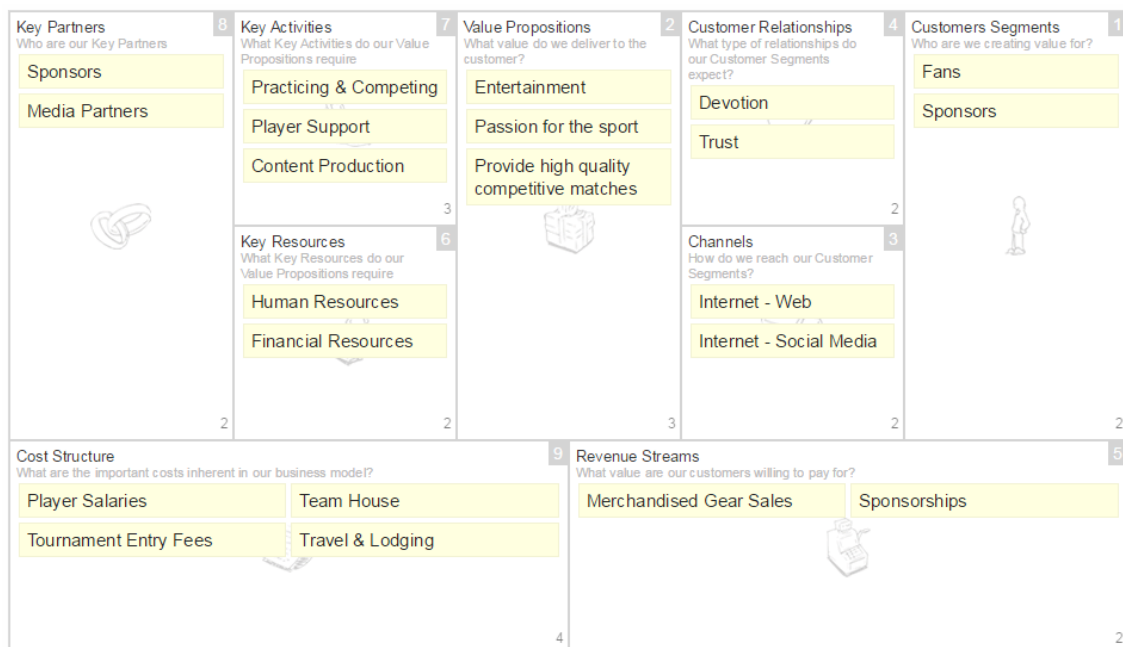 Key Partners
8
Who are our Key Partners
Sponsors
Media Partners
2
Key Activities
7
What Key Activities do our Value
Propositions require
Practicing & Competing
Player Support
Content Production
3
Key Resources
6
What Key Resources do our
Value Propositions require
Human Resources
Financial Resources
2
Value Propositions
2
What value do we deliver to the
customer?
Entertainment
Passion for the sport
Provide high quality
competitive matches
3
Customer Relationships
4
What type of relationships do
our Customer Segments
expect?
Devotion
Trust
2
Channels
3
How do we reach our Customer
Segments?
Internet - Web
Internet - Social Media
2
Customers Segments
1
Who are we creating value for?
Fans
Sponsors
2
Cost Structure
9
What are the important costs inherent in our business model?
Player Salaries
Team House
Tournament Entry Fees
Travel & Lodging
4
Revenue Streams
5
What value are our customers willing to pay for?
Merchandised Gear Sales
Sponsorships
2